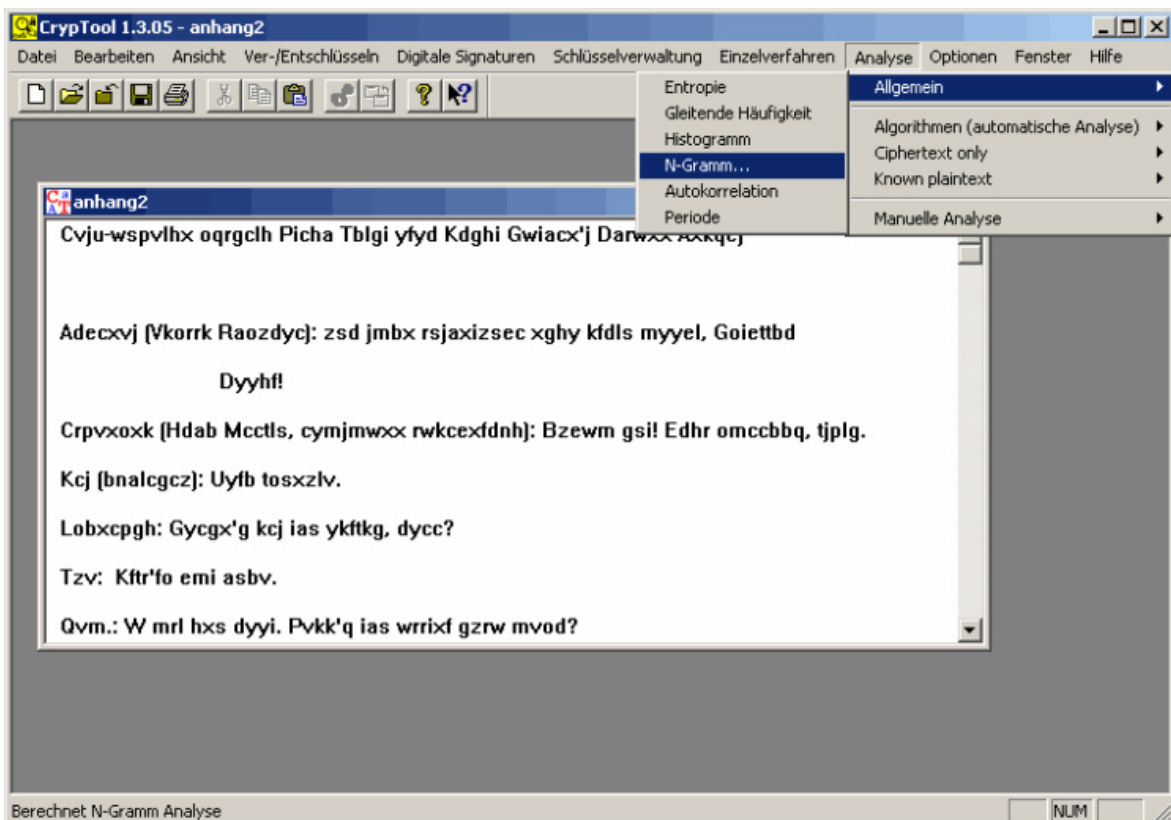 CrypTool 1.3.05 - anhang2
Datei Bearbeiten Ansicht Ver-/Entschlüsseln Digitale Signaturen Schlüsselverwaltung Einzelverfahren Analyse Optionen Fenster Hilfe
Entropie
Gleitende Häufigkeit
Histogramm
N-Gramm...
Autokorrelation
Periode
Allgemein
Algorithmen (automatische Analyse)
Ciphertext only
Known plaintext
Manuelle Analyse
anhang2
Cvju-wspvlhx oqrgclh Picha Tblgi yfyd Kdghi Gwiacx'j
Adecxvj (Vkorrk Raozdyc): zsd jmbx rsjaxizsec xghy kfdls myyel, Goiettbd
Dyyhf!
Crpvxoxk (Hdab Mcctls, cymjmwxx rwkcexfdnh): Bzewm gsi! Edhr omccbbq, tjplg.
Kcj (bnalcgcz): Uyfb tosxzlv.
Lobxcpgh: Gycgx'g kcj ias ykftkg, dycc?
Tzv: Kftr'fo emi asbv.
Qvm.: W mrl hxs dyyi. Pvkk'q ias wrrixf gzrw mvod?
Berechnet N-Gramm Analyse
NUM